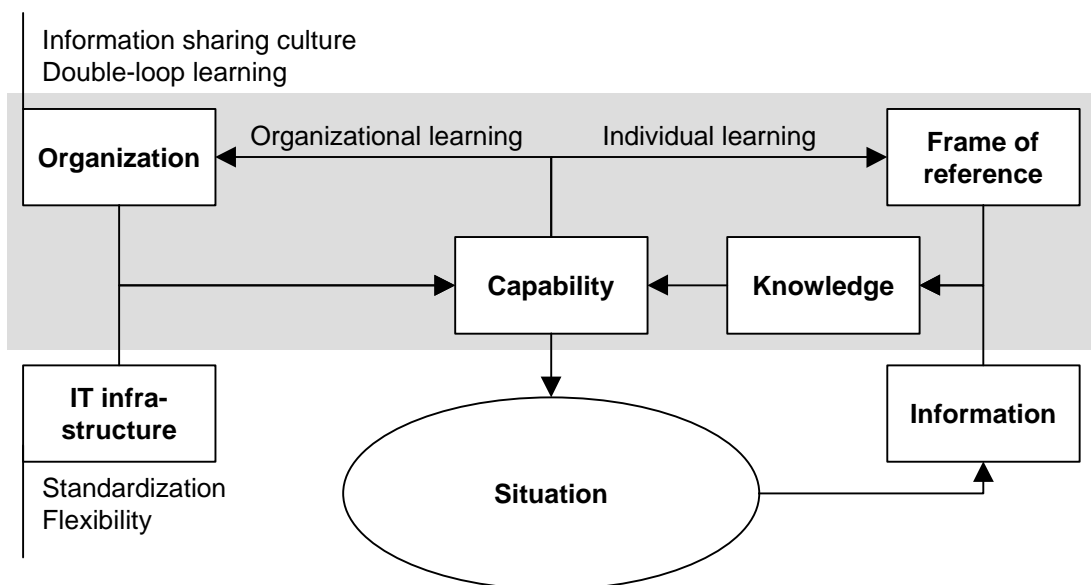 Information sharing culture
Double-loop learning
Organization
Organizational learning
Individual learning
Frame of
reference
Capability
Knowledge
IT infra-
structure
Information
Situation
Standardization
Flexibility